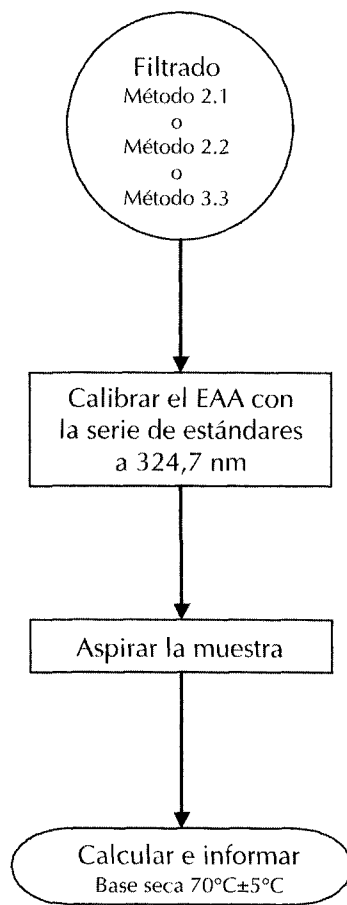 Filtrado
Método 2.1
o
Método 2.2
o
Método 3.3
Calibrar el EAA con
la serie de estándares
a 324,7 nm
Aspirar la muestra
Calcular e informar
Base seca 70°C±5°C